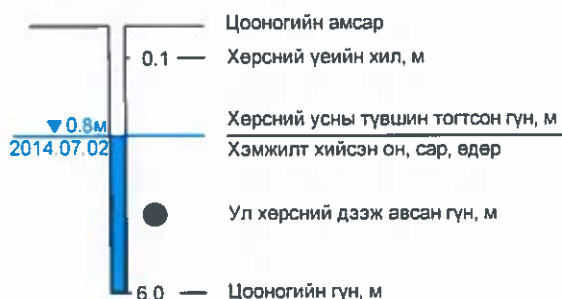 Цооногийн амсар
0.1 — Хөрсний үеийн хил, м
▼ 0.8м Хөрсний усны түвшин тогтсон гүн, м
2014.07.02 Хэмжилт хийсэн он, сар, өдөр
Ул хөрсний дээж авсан гүн, м
6.0 — Цооногийн гүн, м